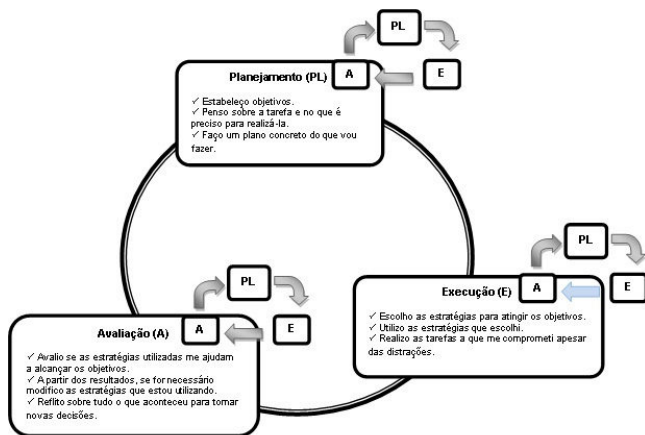 PL
Planejamento (PL)
A
E
✓ Estabeleço objetivos.
✓ Penso sobre a tarefa e no que é
preciso para realizá-la.
✓ Faço um plano concreto do que vou
fazer.
PL
Execução (E)
A
E
✓ Escolho as estratégias para atingir os objetivos.
✓ Utilizo as estratégias que escolhi.
✓ Realizo as tarefas a que me comprometi apesar
das distrações.
PL
Avaliação (A)
A
E
✓ Avalio se as estratégias utilizadas me ajudam
a alcançar os objetivos.
✓ A partir dos resultados, se for necessário
modifico as estratégias que estou utilizando.
✓ Reflito sobre tudo o que aconteceu para tomar
novas decisões.